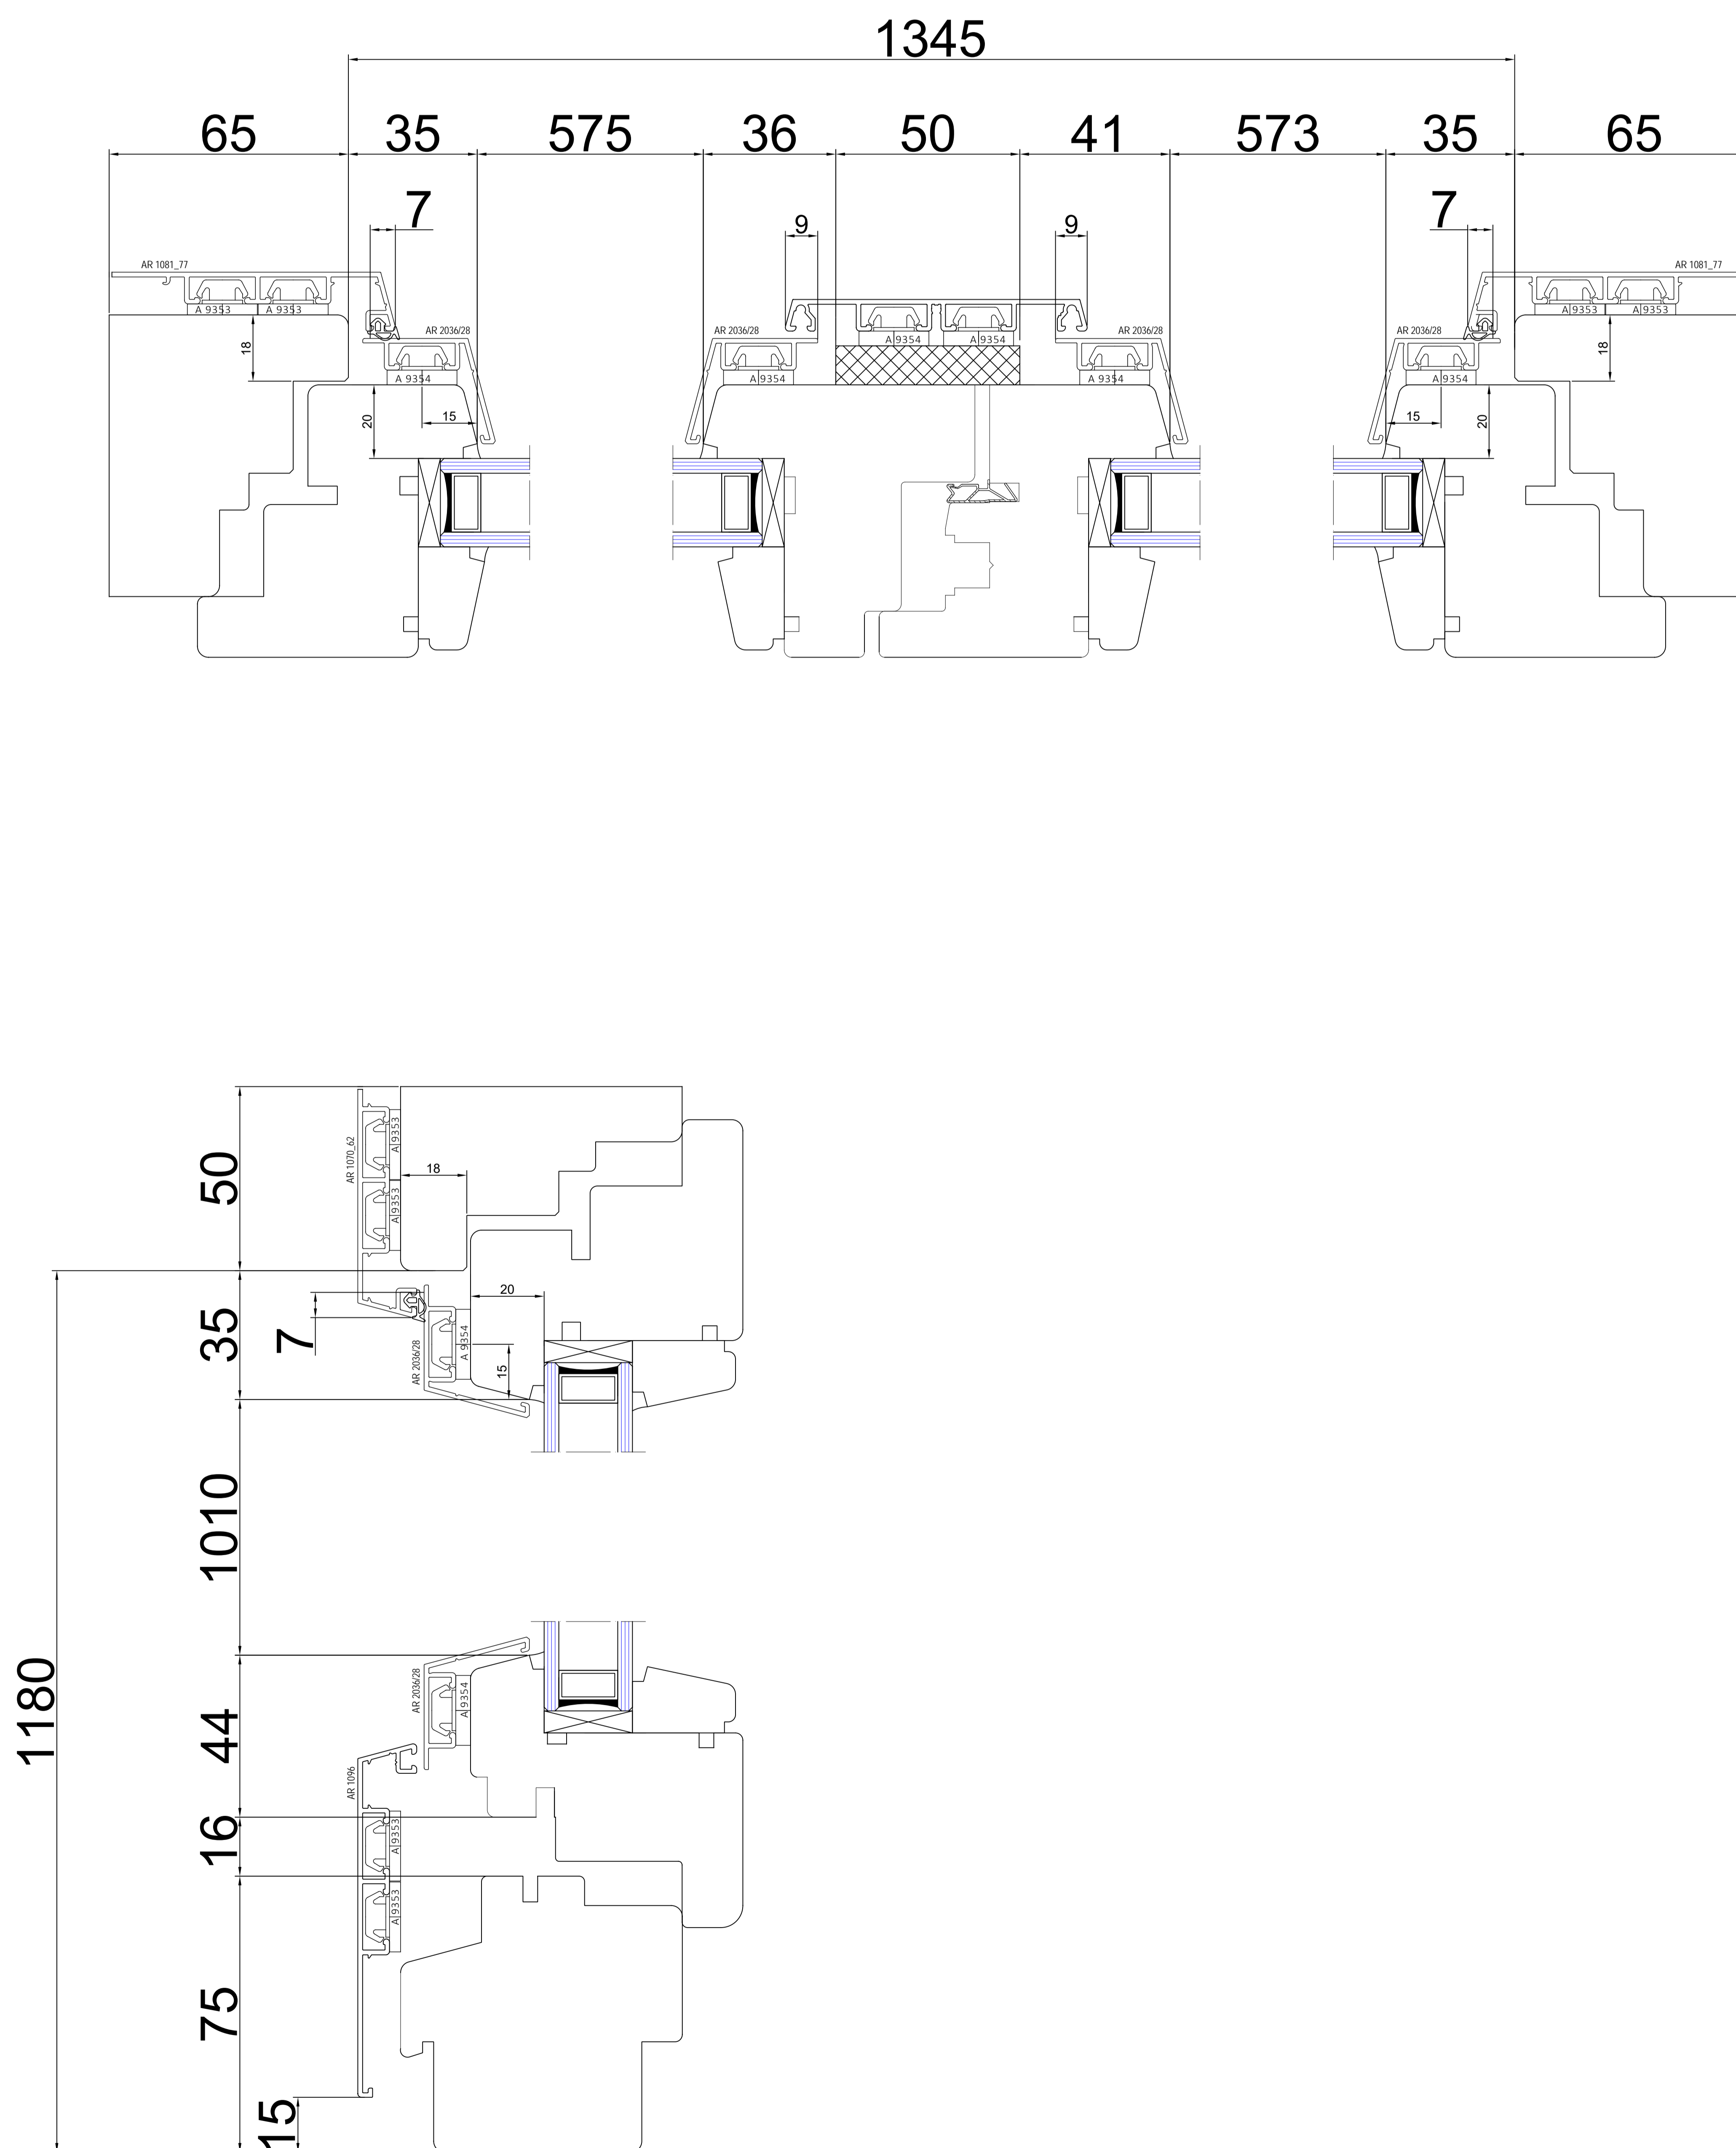 1345
65 35 575 36 50 41 573 35 65
7 9 9 7
AR 1081_77 AR 1081_77
A 9353 A 9353 A 9353 A 9353
AR 2036/28 AR 2036/28 AR 2036/28 AR 2036/28
A 9354 A 9354
18 18
A 9354 A 9354 A 9354 A 9354
20 15 15 20
50
AR 1070_62
A 9353
A 9353
18
35
7
20
AR 2036/28
A 9354
15
1010
1180
44
AR 2036/28
A 9354
AR 1096
16
A 9353
A 9353
75
15